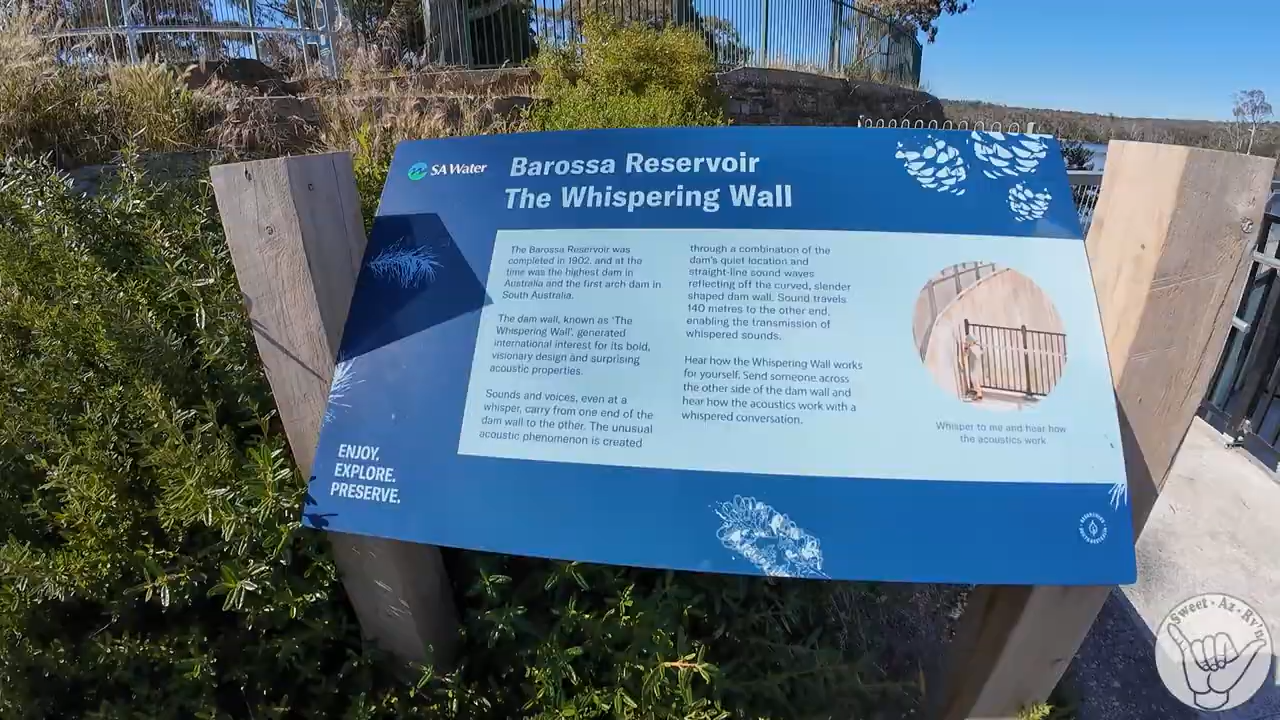 SA Water
Barossa Reservoir
The Whispering Wall
The Barossa Reservoir was
completed in 1902, and at the
time was the highest dam in
Australia and the first arch dam in
South Australia.
The dam wall, known as ‘The
Whispering Wall’, generated
international interest for its bold,
visionary design and surprising
acoustic properties.
Sounds and voices, even at a
whisper, carry from one end of the
dam wall to the other. The unusual
acoustic phenomenon is created
through a combination of the
dam's quiet location and
straight-line sound waves
reflecting off the curved, slender
shaped dam wall. Sound travels
140 metres to the other end,
enabling the transmission of
whispered sounds.
Hear how the Whispering Wall works
for yourself. Send someone across
the other side of the dam wall and
hear how the acoustics work with a
whispered conversation.
Whisper to me and hear how
the acoustics work
ENJOY.
EXPLORE.
PRESERVE.
Sweet · Az · Rv'n